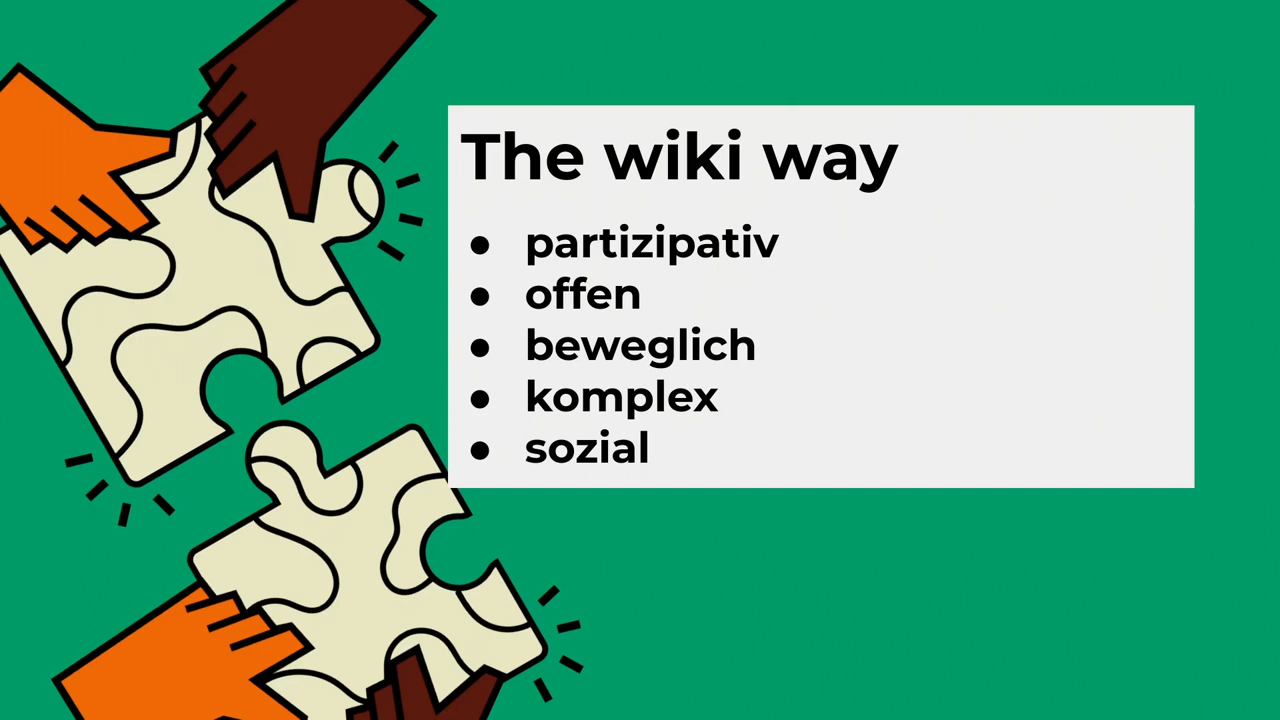 The wiki way
● partizipativ
● offen
● beweglich
● komplex
● sozial